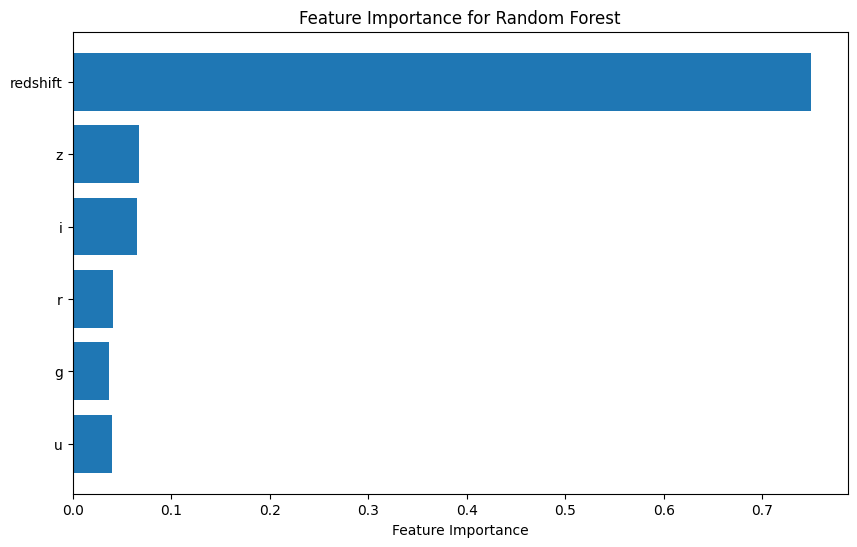 Feature Importance for Random Forest
redshift
z
i
r
g
u
0.0 0.1 0.2 0.3 0.4 0.5 0.6 0.7
Feature Importance